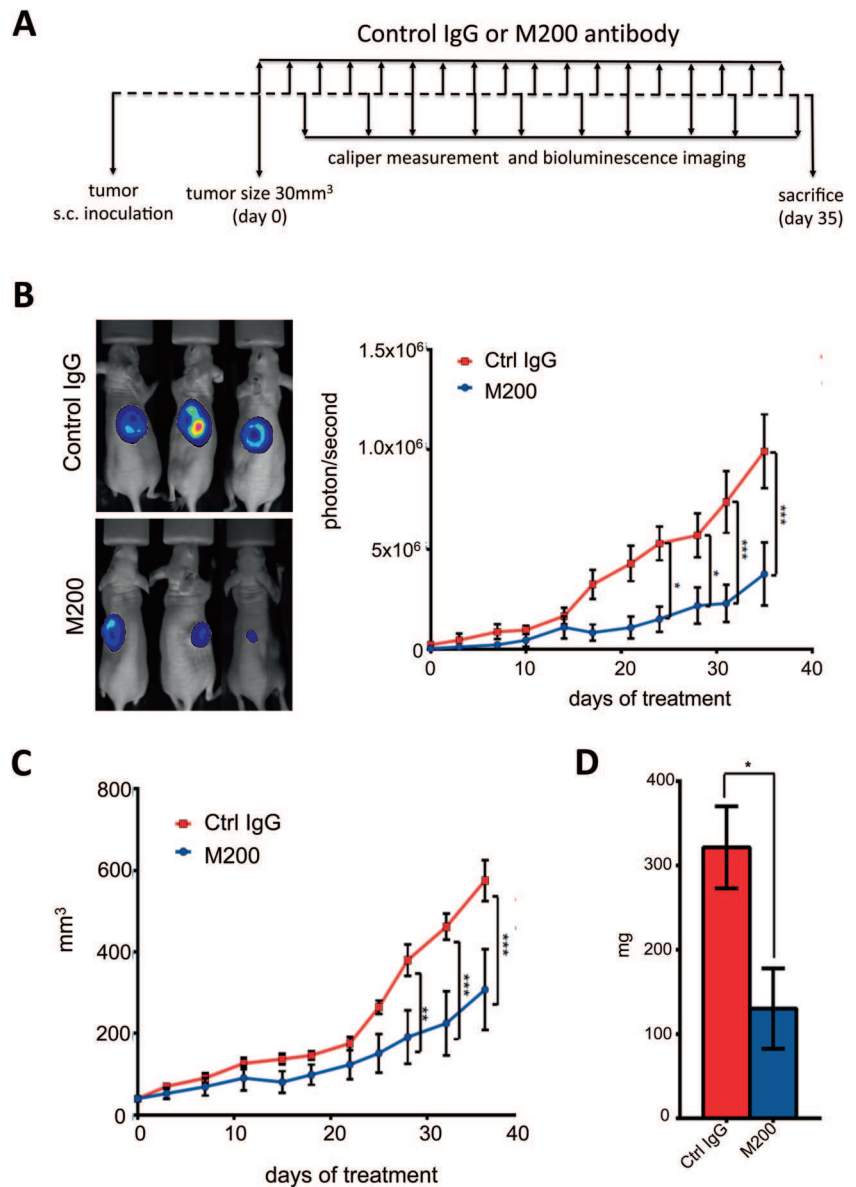 A
Control IgG or M200 antibody
caliper measurement and bioluminescence imaging
tumor
s.c. inoculation
tumor size 30mm³
(day 0)
sacrifice
(day 35)
B
Control IgG
M200
Ctrl IgG
M200
photon/second
1.5x10⁶
1.0x10⁶
5x10⁶
0
*
*
***
***
0
10
20
30
40
days of treatment
C
Ctrl IgG
M200
mm³
800
600
400
200
0
**
***
***
0
10
20
30
40
days of treatment
D
*
mg
400
300
200
100
0
Ctrl IgG
M200